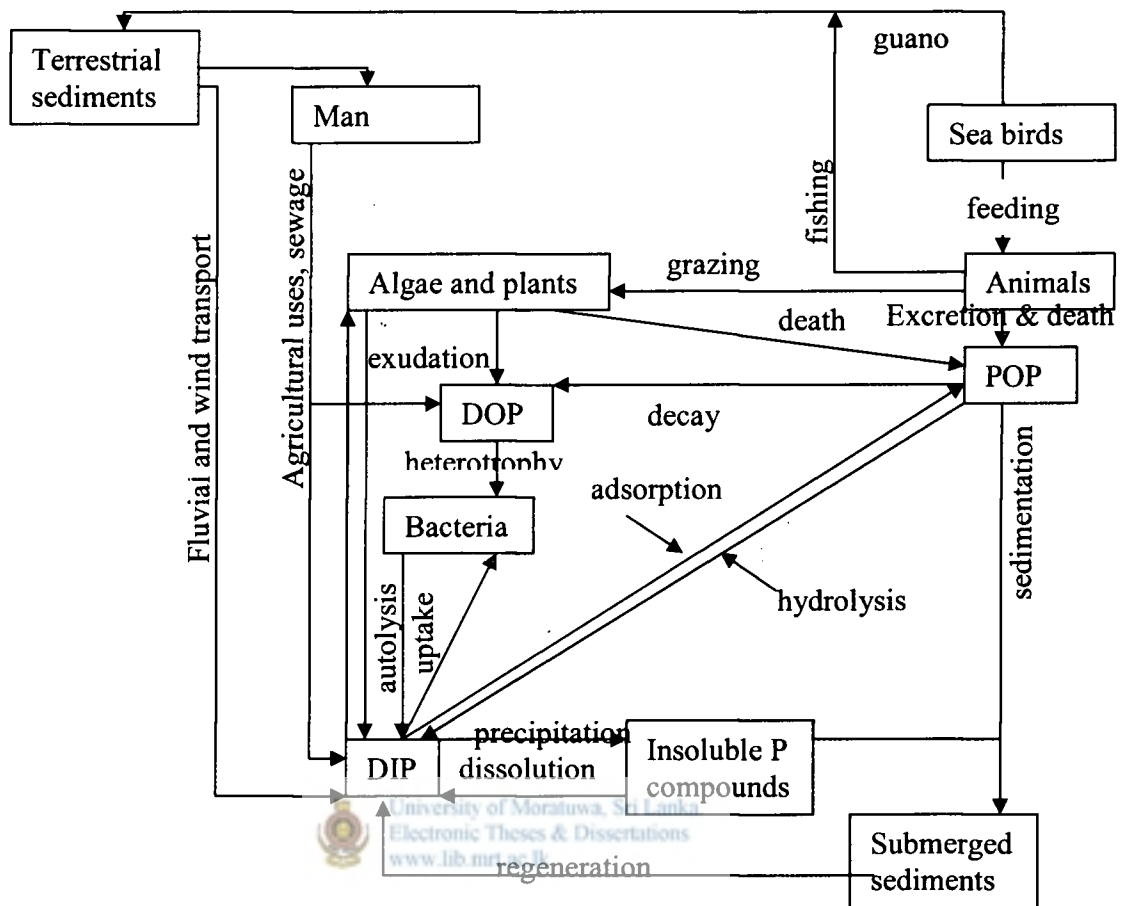 guano
Terrestrial
sediments
Man
Sea birds
Agricultural uses, sewage
fishing
feeding
Fluvial and wind transport
grazing
Algae and plants
Animals
death
Excretion & death
exudation
POP
DOP
decay
heterotrophy
sedimentation
adsorption
Bacteria
hydrolysis
autolysis
uptake
precipitation
Insoluble P
compounds
DIP
dissolution
University of Moratuwa, Sri Lanka
Electronic Theses & Dissertations
www.lib.mrt.ac.lk
regeneration
Submerged
sediments